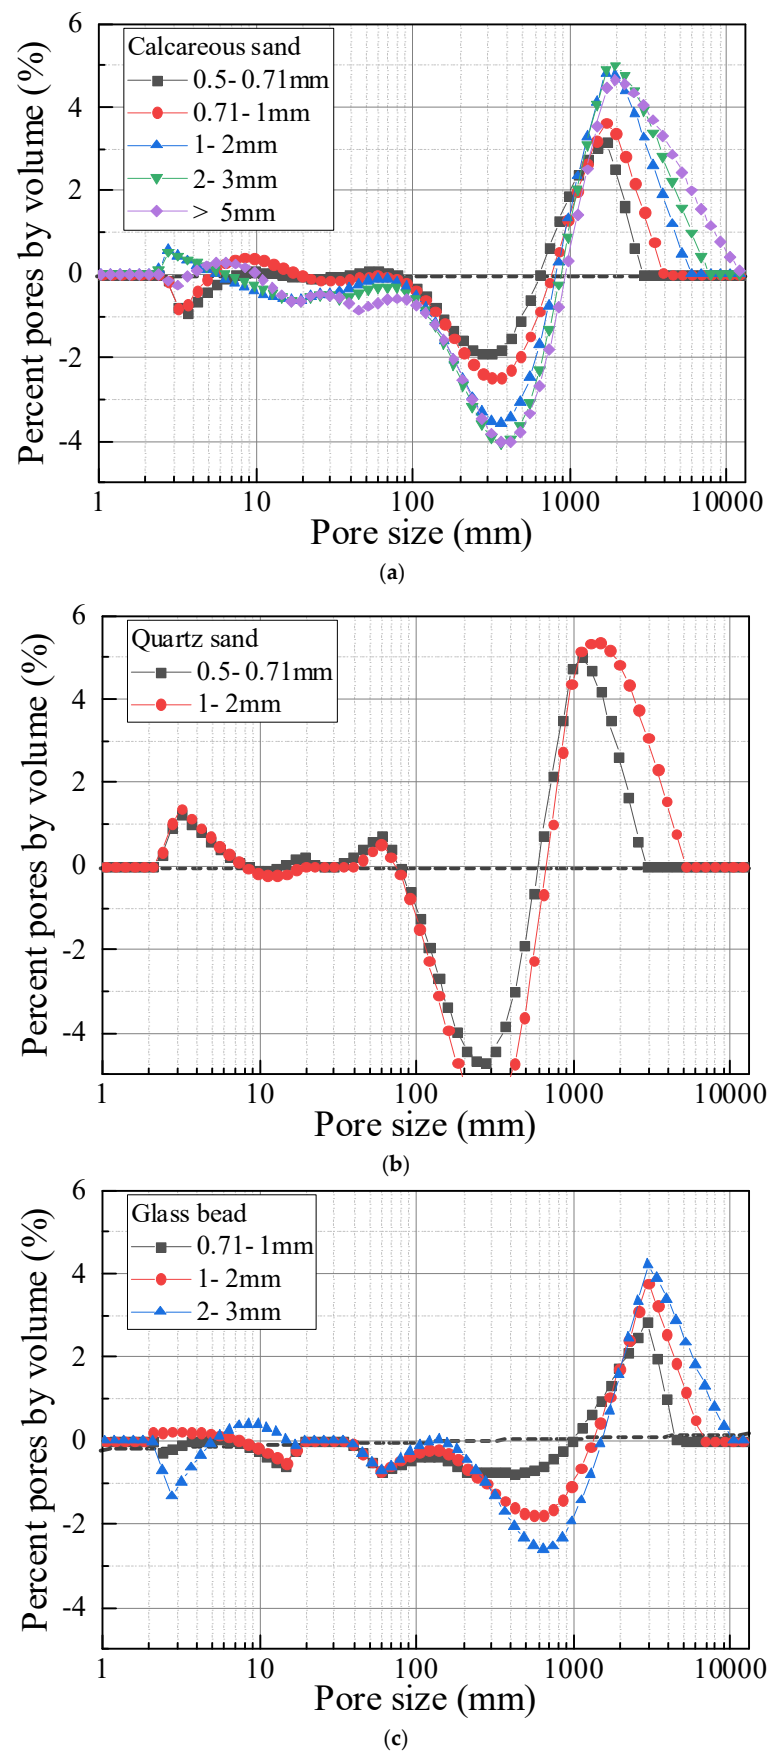 Percent pores by volume (%)
6
4
2
0
-2
-4
Calcareous sand
0.5- 0.71mm
0.71- 1mm
1- 2mm
2- 3mm
> 5mm
1 10 100 1000 10000
Pore size (mm)
(a)
Percent pores by volume (%)
6
4
2
0
-2
-4
Quartz sand
0.5- 0.71mm
1- 2mm
1 10 100 1000 10000
Pore size (mm)
(b)
Percent pores by volume (%)
6
4
2
0
-2
-4
Glass bead
0.71- 1mm
1- 2mm
2- 3mm
1 10 100 1000 10000
Pore size (mm)
(c)